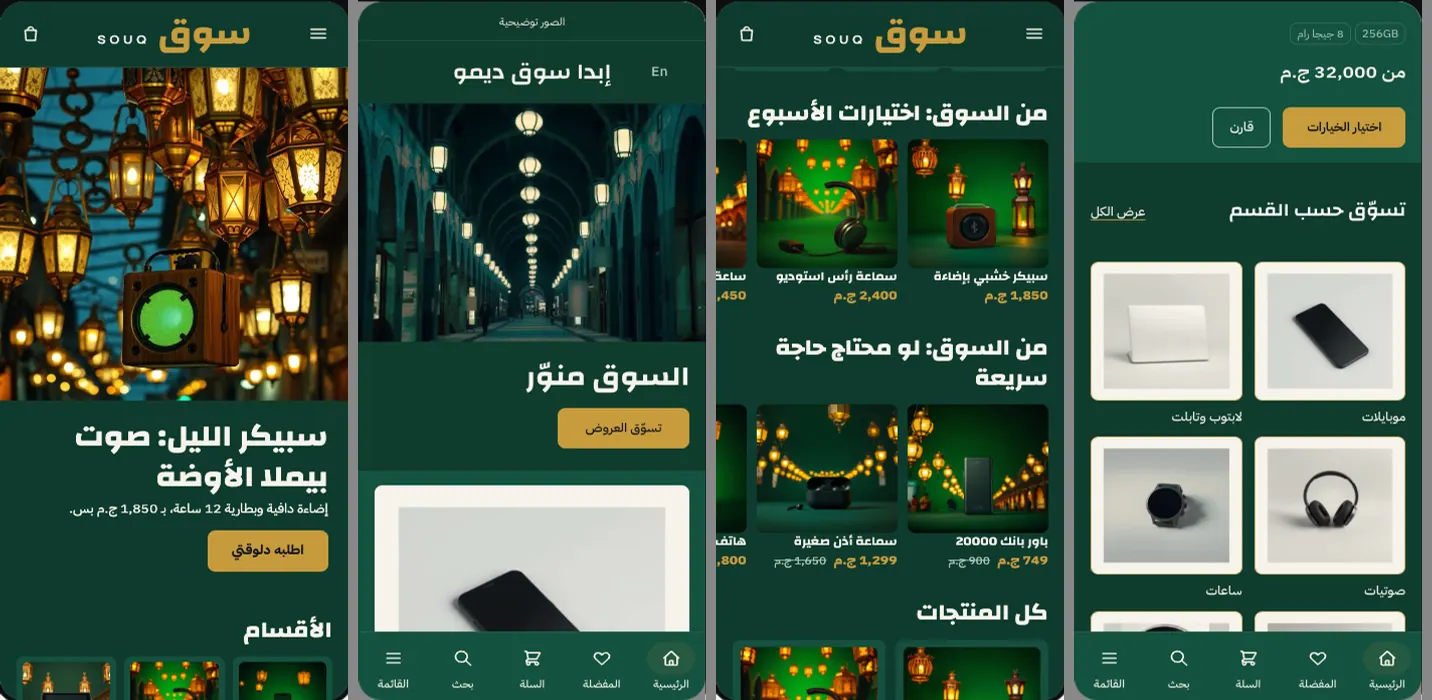 سوق SOUQ
سبيكر الليل: صوت
بيملا الأوضة
إضاءة دافية وبطارية 12 ساعة، بـ 1,850 ج.م بس.
اطلبه دلوقتي
الأقسام
الصور توضيحية
En
إبدا سوق ديمو
السوق منوّر
تسوّق العروض
الرئيسية
المفضلة
السلة
بحث
القائمة
سوق SOUQ
من السوق: اختيارات الأسبوع
سبيكر خشبي بإضاءة
1,850 ج.م
سماعة رأس استوديو
2,400 ج.م
ساعة
450,
من السوق: لو محتاج حاجة
سريعة
باور بانك 20000
749 ج.م 900 ج.م
سماعة أذن صغيرة
1,299 ج.م 1,650 ج.م
هاتف
800,
كل المنتجات
256GB
8 جيجا رام
من 32,000 ج.م
اختيار الخيارات
قارن
تسوّق حسب القسم
عرض الكل
موبايلات
لابتوب وتابلت
صوتيات
ساعات
الرئيسية
المفضلة
السلة
بحث
القائمة